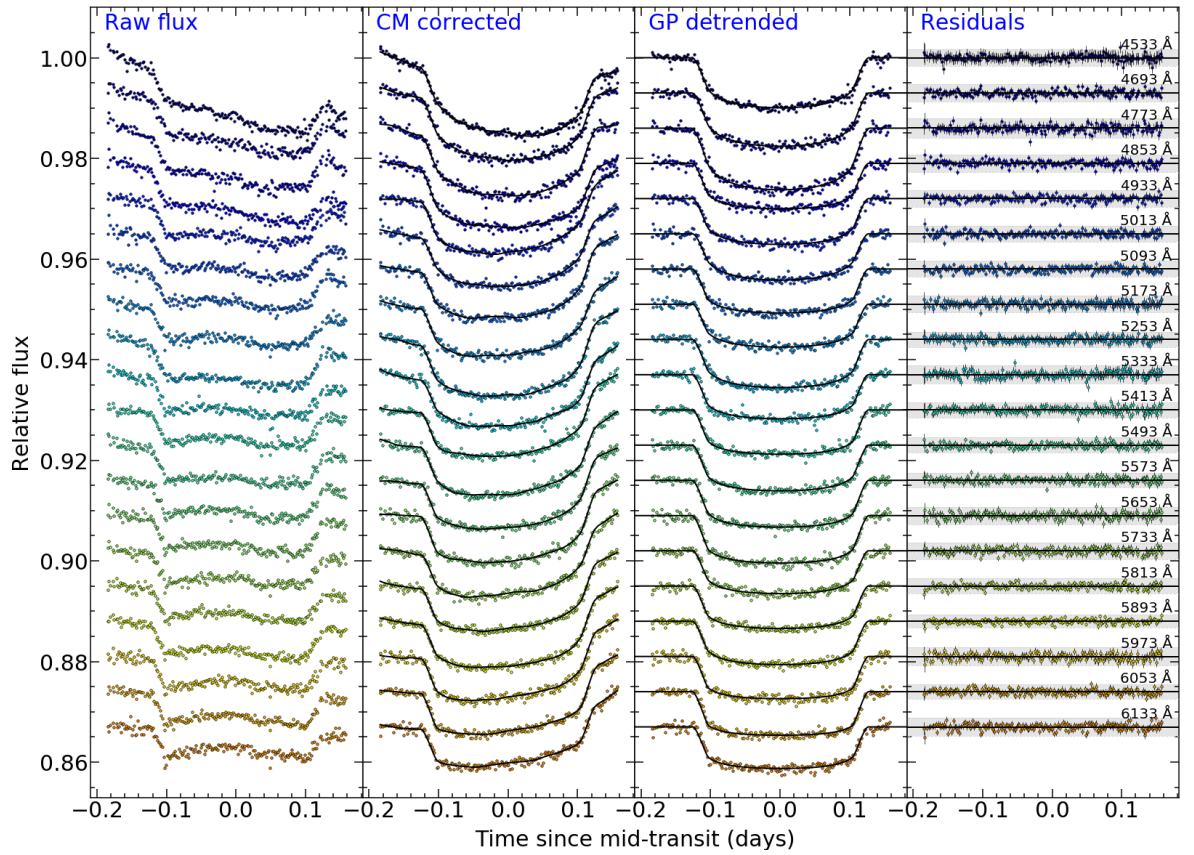 Raw flux
CM corrected
GP detrended
Residuals
4533 Å
1.00
4693 Å
4773 Å
0.98
4853 Å
4933 Å
5013 Å
0.96
5093 Å
5173 Å
5253 Å
0.94
5333 Å
5413 Å
Relative flux
0.92
5493 Å
5573 Å
5653 Å
0.90
5733 Å
5813 Å
5893 Å
0.88
5973 Å
6053 Å
6133 Å
0.86
−0.2 −0.1 0.0 0.1 −0.2 −0.1 0.0 0.1 −0.2 −0.1 0.0 0.1 −0.2 −0.1 0.0 0.1
Time since mid-transit (days)